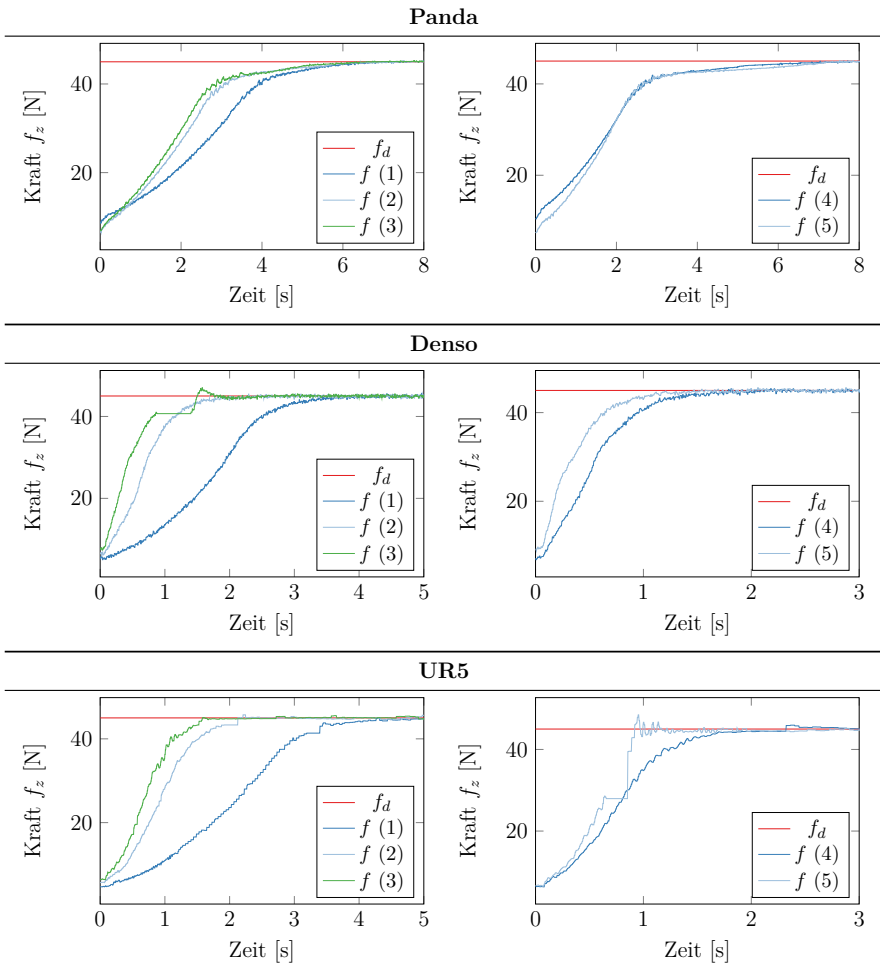 Panda
40
20
Kraft f_z [N]
f_d
f (1)
f (2)
f (3)
0 2 4 6 8
Zeit [s]
40
20
Kraft f_z [N]
f_d
f (4)
f (5)
0 2 4 6 8
Zeit [s]
Denso
40
20
Kraft f_z [N]
f_d
f (1)
f (2)
f (3)
0 1 2 3 4 5
Zeit [s]
40
20
Kraft f_z [N]
f_d
f (4)
f (5)
0 1 2 3
Zeit [s]
UR5
40
20
Kraft f_z [N]
f_d
f (1)
f (2)
f (3)
0 1 2 3 4 5
Zeit [s]
40
20
Kraft f_z [N]
f_d
f (4)
f (5)
0 1 2 3
Zeit [s]